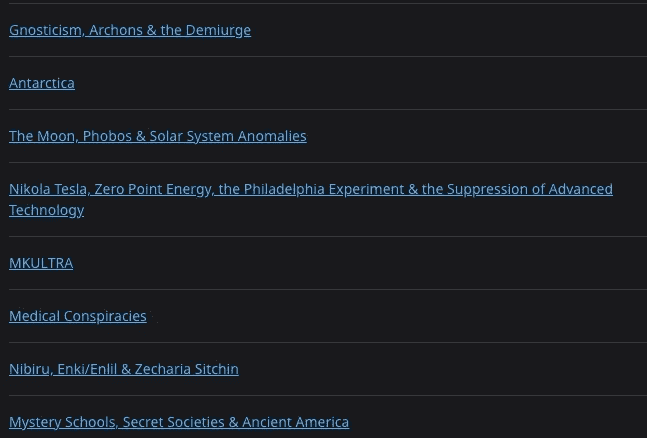 Gnosticism, Archons & the Demiurge
Antarctica
The Moon, Phobos & Solar System Anomalies
Nikola Tesla, Zero Point Energy, the Philadelphia Experiment & the Suppression of Advanced
Technology
MKULTRA
Medical Conspiracies
Nibiru, Enki/Enlil & Zecharia Sitchin
Mystery Schools, Secret Societies & Ancient America